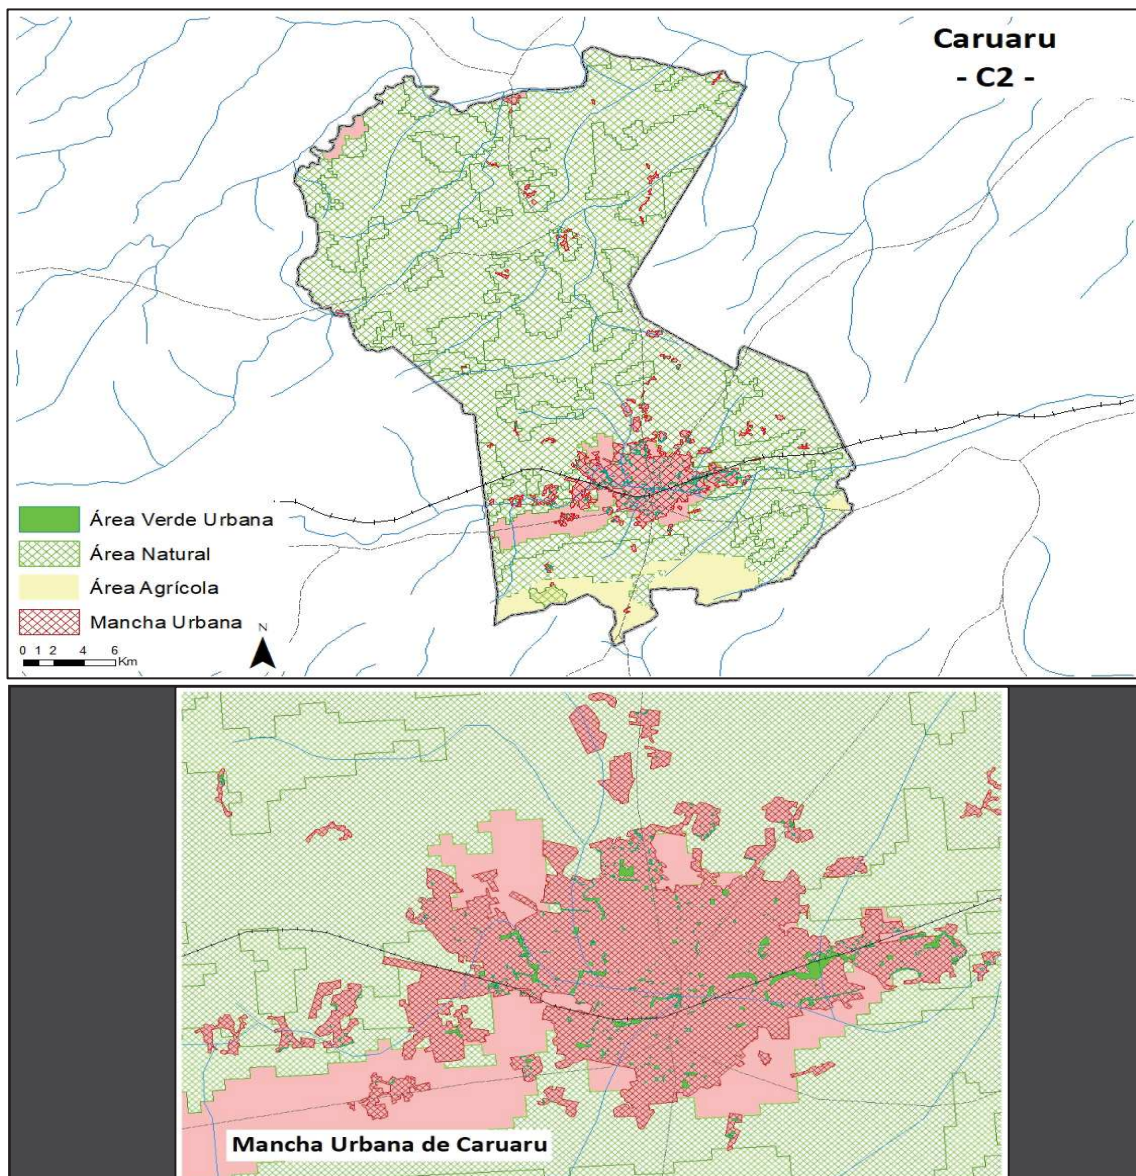 Caruaru
- C2 -
Área Verde Urbana
Área Natural
Área Agrícola
Mancha Urbana
N
0 1 2 4 6
Km
Mancha Urbana de Caruaru